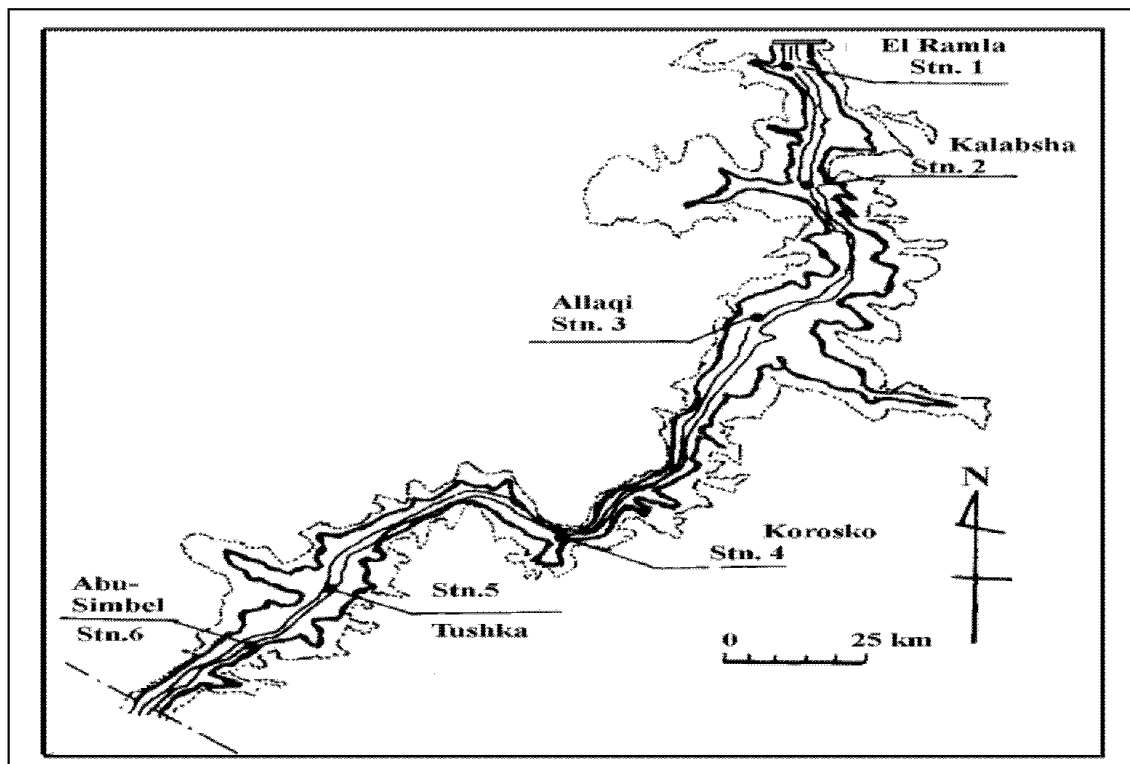 El Ramla
Stn. 1
Kalabsha
Stn. 2
Allaqi
Stn. 3
N
Korosko
Stn. 4
Abu-
Simbel
Stn.6
Stn.5
Tushka
0 25 km